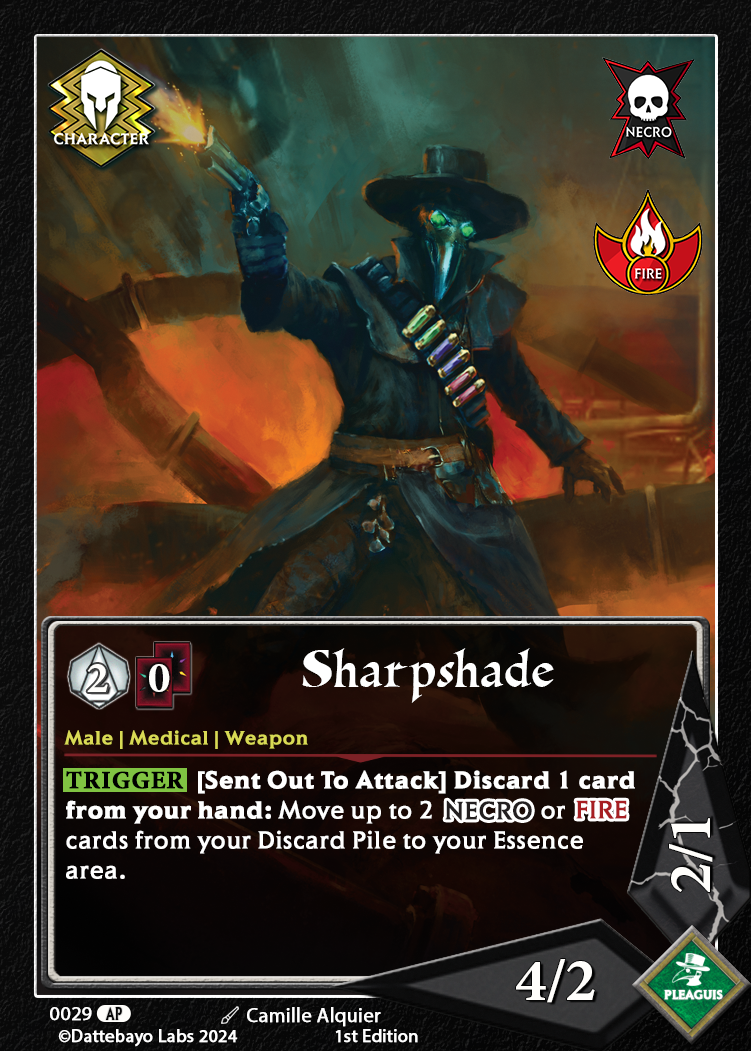 CHARACTER
NECRO
FIRE
2
0
Sharpshade
Male | Medical | Weapon
TRIGGER [Sent Out To Attack] Discard 1 card
from your hand: Move up to 2 NECRO or FIRE
cards from your Discard Pile to your Essence
area.
2/1
4/2
PLEAGUIS
0029 AP
Camille Alquier
©Dattebayo Labs 2024
1st Edition